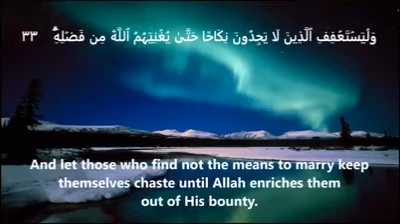 وَلْيَسْتَعْفِفِ ٱلَّذِينَ لَا يَجِدُونَ نِكَاحًا حَتَّىٰ يُغْنِيَهُمُ ٱللَّهُ مِن فَضْلِهِۦ ۗ ٣٣
And let those who find not the means to marry keep
themselves chaste until Allah enriches them
out of His bounty.